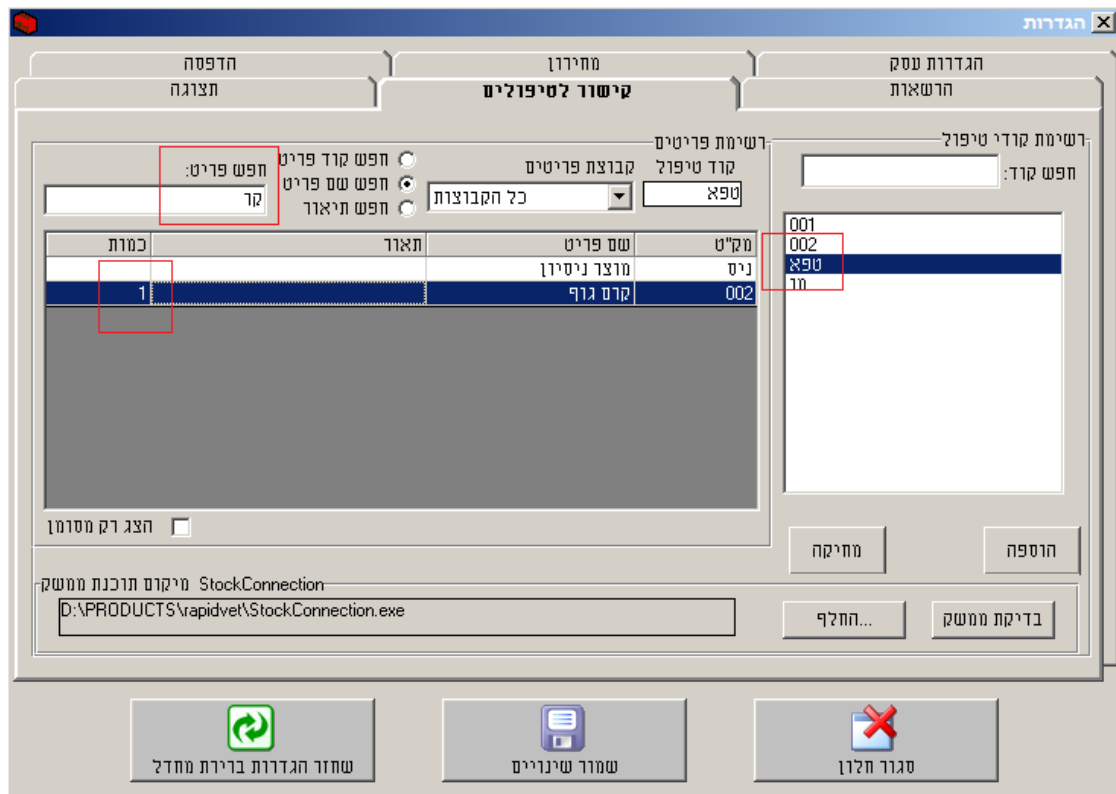 הגדרות
הגדרות עסק
מחירון
הדפסה
הרשאות
קישור לטיפולים
תצוגה
רשימת קודי טיפול
חפש קוד:
001
002
טפא
מר
הוספה
מחיקה
רשימת פריטים
קוד טיפול
טפא
קבוצת פריטים
כל הקבוצות
חפש קוד פריט
חפש שם פריט
חפש תיאור
חפש פריט:
קר
מק"ט שם פריט תאור כמות
ניס מוצר ניסיון
002 קרם גוף 1
הצג רק מסומן
מיקום תוכנת ממשק StockConnection
D:\PRODUCTS\rapidvet\StockConnection.exe
בדיקת ממשק
החלף...
סגור חלון
שמור שינויים
שחזר הגדרות ברירת מחדל